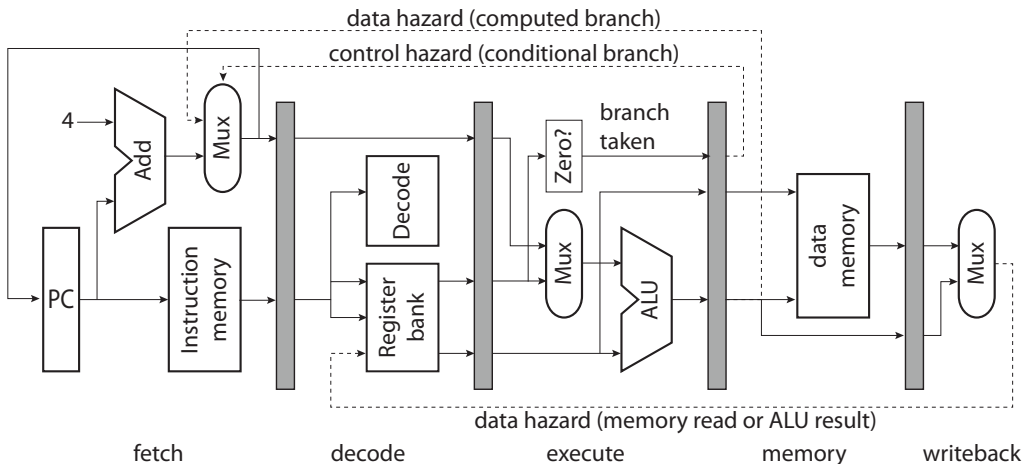 data hazard (computed branch)
control hazard (conditional branch)
branch
taken
4
Add
Mux
Zero?
Decode
PC
Instruction
memory
Register
bank
Mux
ALU
data
memory
Mux
data hazard (memory read or ALU result)
fetch
decode
execute
memory
writeback